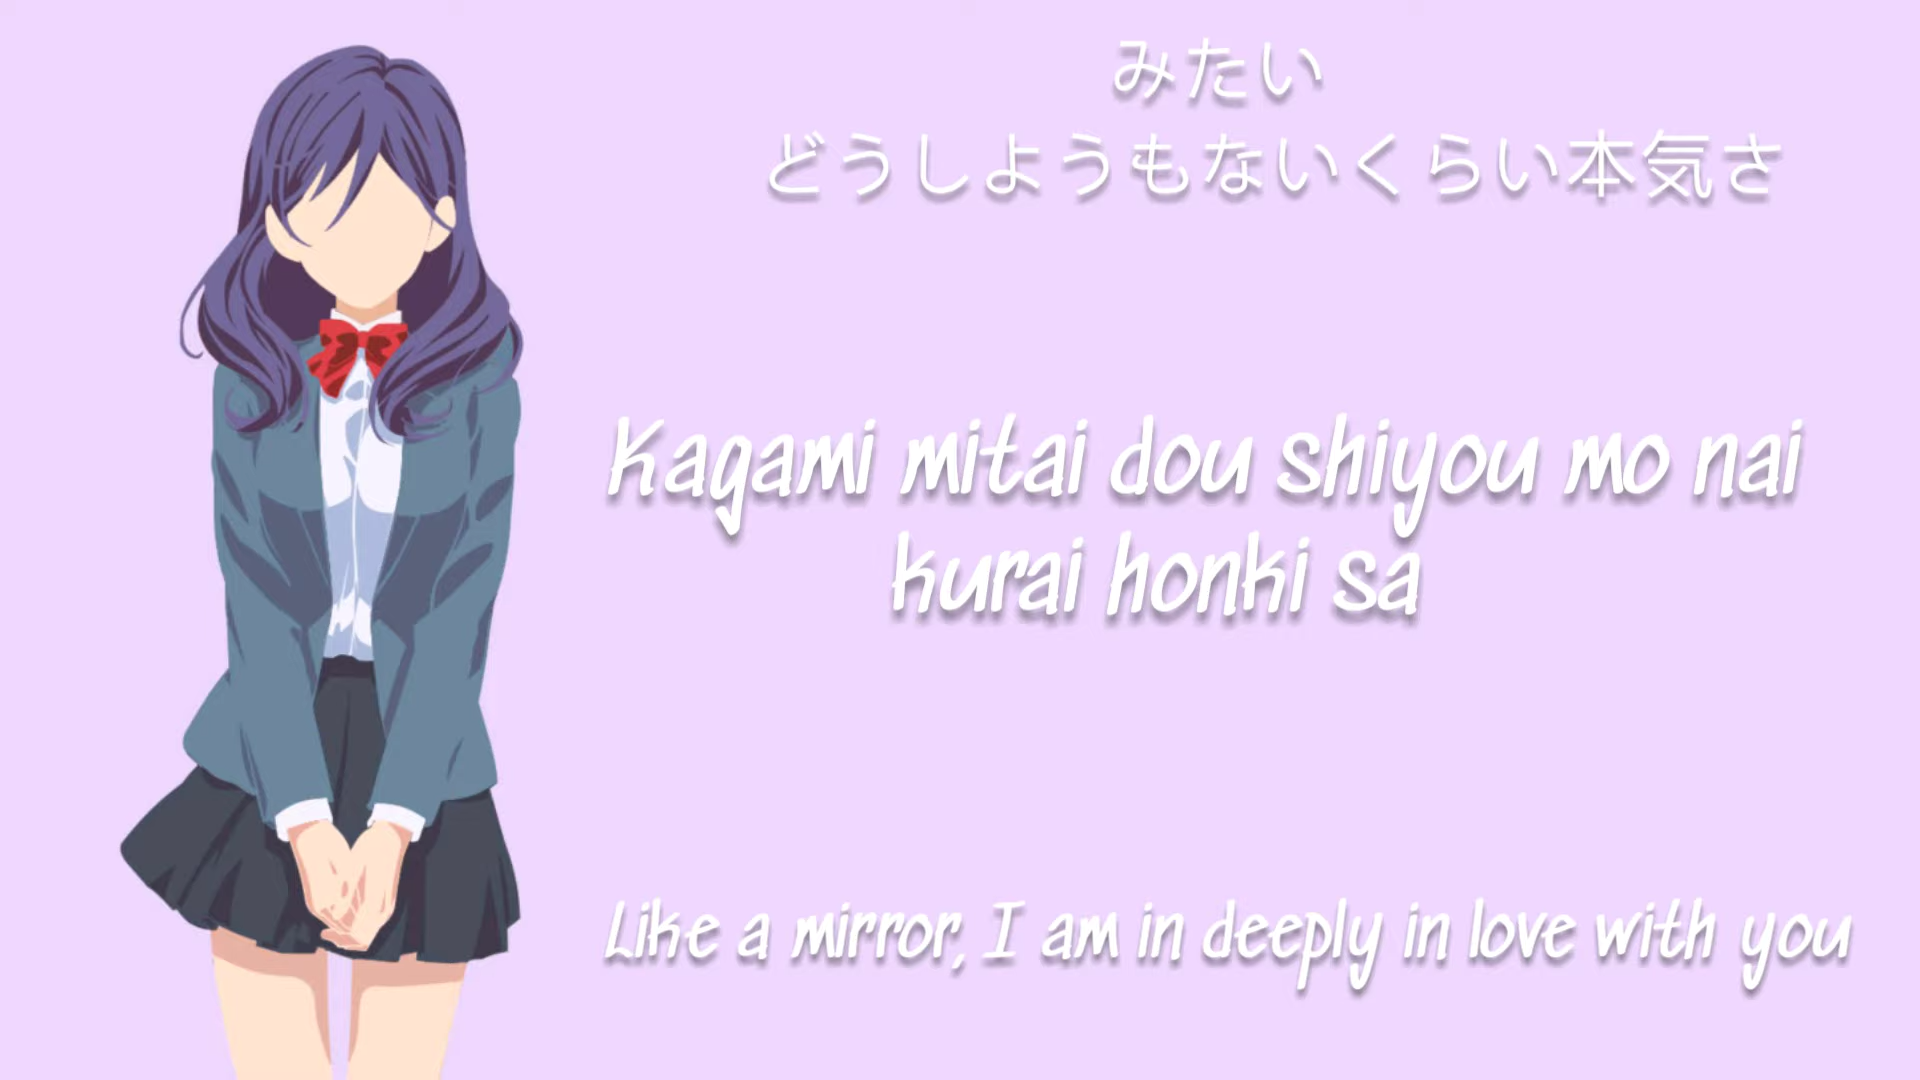 みたい
どうしようもないくらい本気さ
Kagami mitai dou shiyou mo nai
kurai honki sa
Like a mirror, I am in deeply in love with you